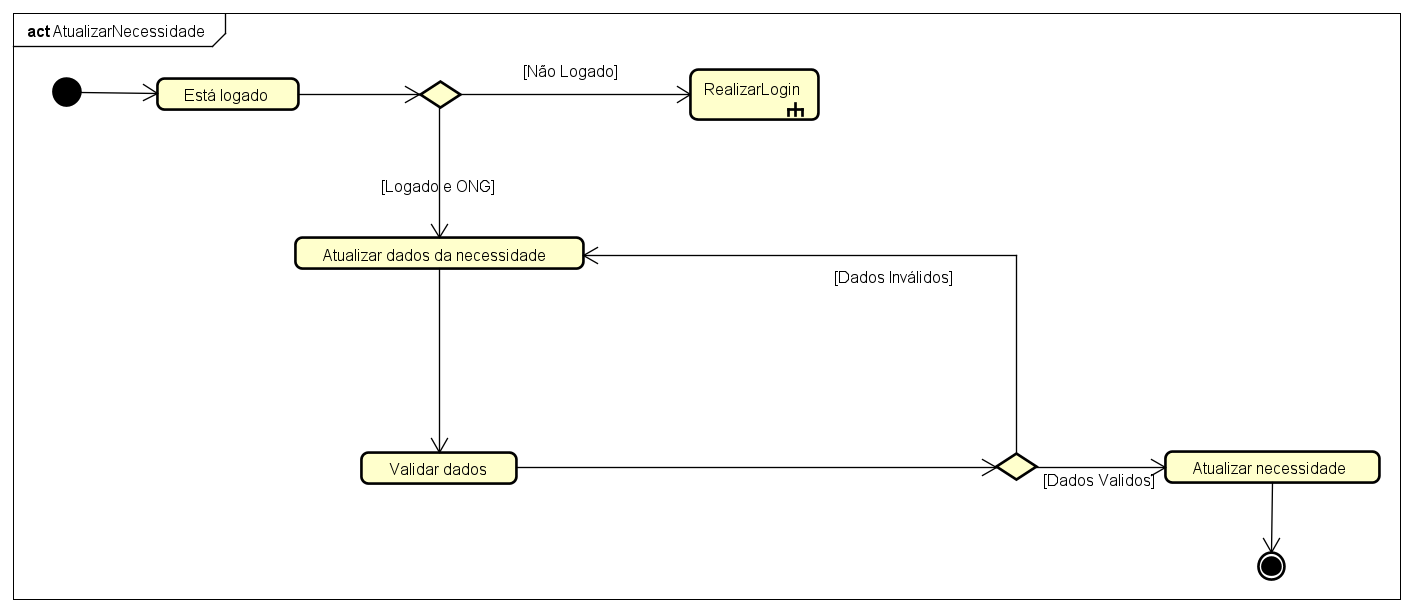 act AtualizarNecessidade
[Não Logado]
Está logado
RealizarLogin
[Logado e ONG]
Atualizar dados da necessidade
[Dados Inválidos]
Validar dados
Atualizar necessidade
[Dados Validos]